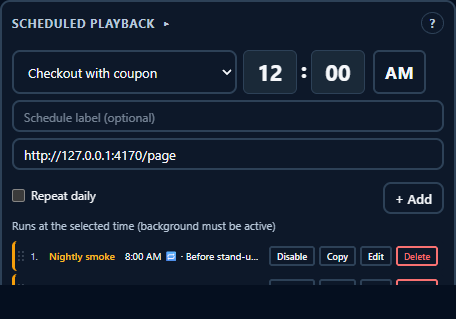 SCHEDULED PLAYBACK ▸ ?
Checkout with coupon 12 : 00 AM
Schedule label (optional)
http://127.0.0.1:4170/page
Repeat daily + Add
Runs at the selected time (background must be active)
1. Nightly smoke 8:00 AM 🔁 · Before stand-u... Disable Copy Edit Delete